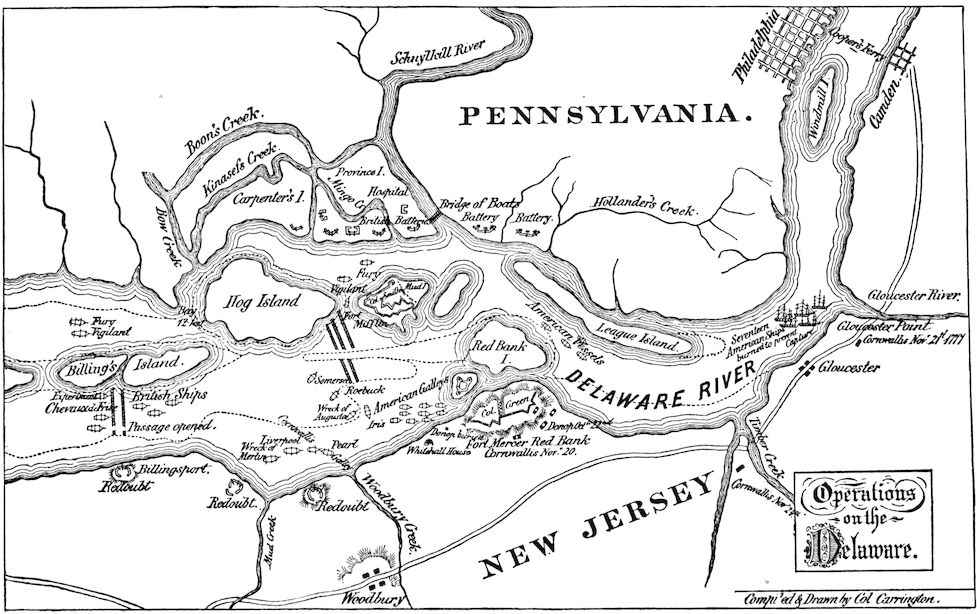 Schuylkill River
Philadelphia
Cooper's Ferry
Camden.
Windmill I.
PENNSYLVANIA.
Boon's Creek.
Kinasel's Creek.
Bow Creek
Carpenter's I.
Province I.
Mingo Cr.
Hospital
British Batteries
Bridge of Boats
Battery
Battery.
Hollander's Creek.
Hog Island
Fury
Vigilant
Mud I
Fort
Mifflin
Bay
Fury
Vigilant
Billing's Island.
Experiment
Chevaux de Frise
British Ships
Passage opened.
American Vessels
League Island
Red Bank
I.
DELAWARE RIVER
Seventeen
American Ships
burned to prevent
Capture
Gloucester River.
Gloucester Point
Cornwallis Nov. 21st 1777
Gloucester
Somerset
Roebuck
Wreck of
Augusta
American Galleys
Iris
Col. Green
Donop Oct. 22nd
Donop buried
Whitehall House
Fort Mercer Red Bank
Cornwallis Nov. 20.
Cornwallis
Liverpool
Wreck of
Merlin
Pearl
Billingsport.
Redoubt
Redoubt.
Redoubt
Mud Creek
Woodbury Creek.
Woodbury
Timber Creek
Cornwallis Nov. 24
NEW JERSEY
Operations
on the
Delaware.
Compil'ed & Drawn by Col. Carrington.